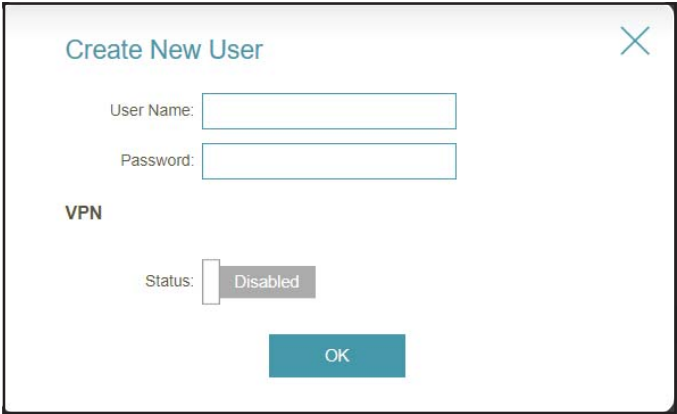 Create New User
User Name:
Password:
VPN
Status: Disabled
OK